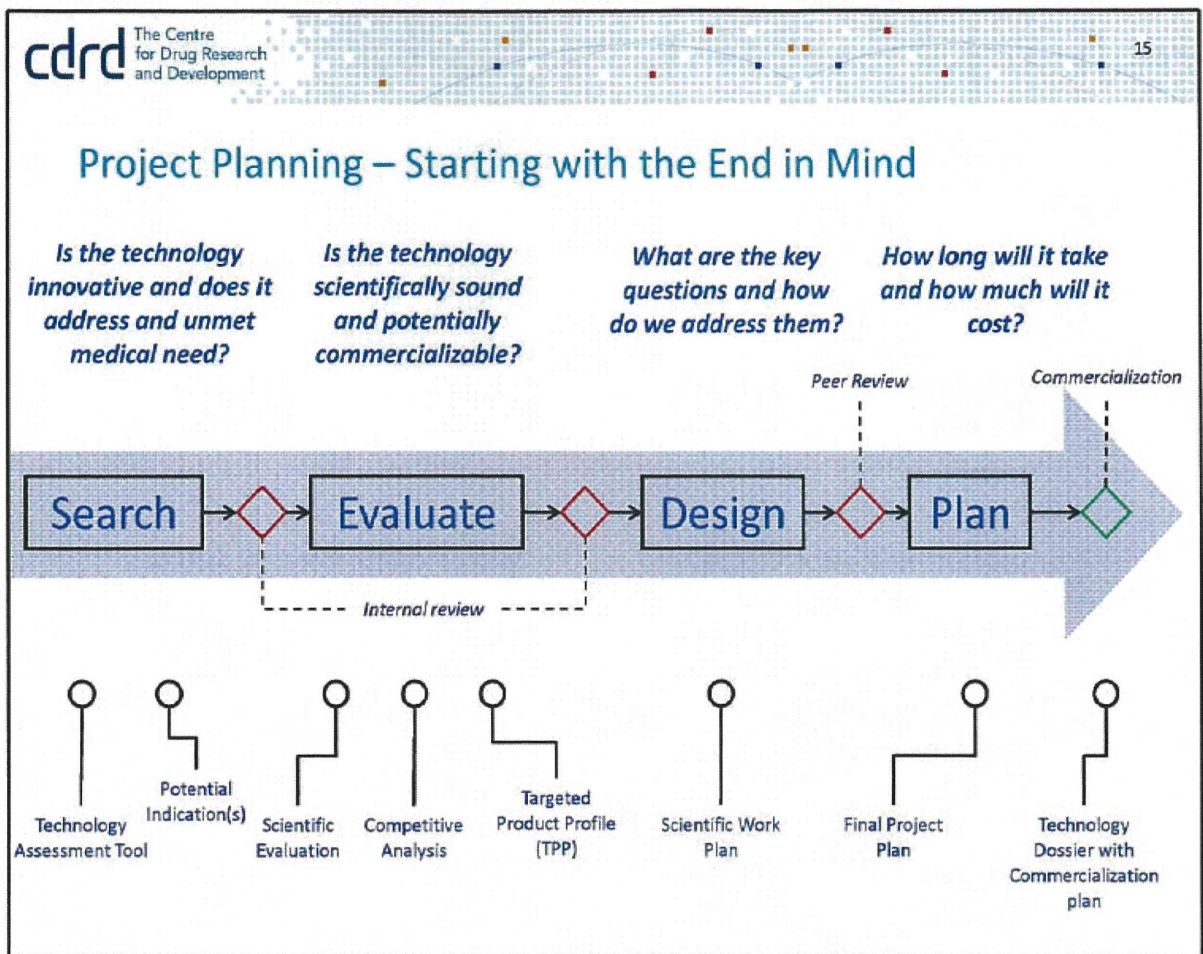 cdrd
The Centre
for Drug Research
and Development
15
Project Planning – Starting with the End in Mind
Is the technology
innovative and does it
address and unmet
medical need?
Is the technology
scientifically sound
and potentially
commercializable?
What are the key
questions and how
do we address them?
How long will it take
and how much will it
cost?
Peer Review
Commercialization
Search
Evaluate
Design
Plan
Internal review
Technology
Assessment Tool
Potential
Indication(s)
Scientific
Evaluation
Competitive
Analysis
Targeted
Product Profile
(TPP)
Scientific Work
Plan
Final Project
Plan
Technology
Dossier with
Commercialization
plan